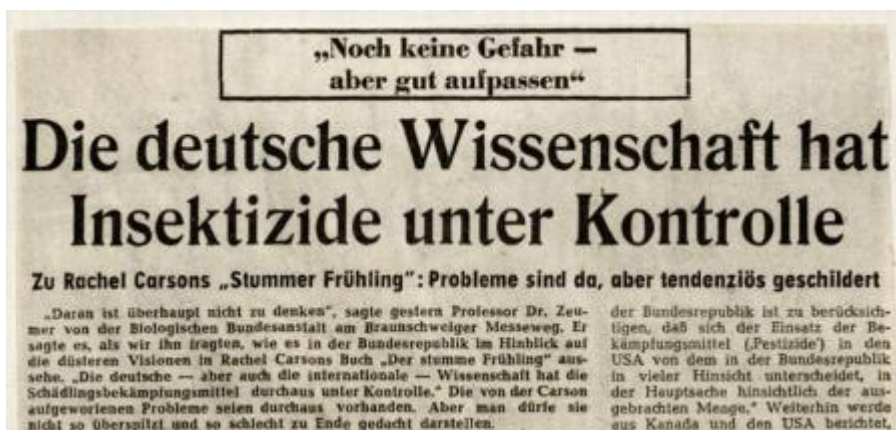 „Noch keine Gefahr —
aber gut aufpassen“
Die deutsche Wissenschaft hat
Insektizide unter Kontrolle
Zu Rachel Carsons „Stummer Frühling“: Probleme sind da, aber tendenziös geschildert
„Daran ist überhaupt nicht zu denken“, sagte gestern Professor Dr. Zeu-
mer von der Biologischen Bundesanstalt am Braunschweiger Messeweg. Er
sagte es, als wir ihn fragten, wie es in der Bundesrepublik im Hinblick auf
die düsteren Visionen in Rachel Carsons Buch „Der stumme Frühling“ aus-
sehe. „Die deutsche — aber auch die internationale — Wissenschaft hat die
Schädlingsbekämpfungsmittel durchaus unter Kontrolle.“ Die von der Carson
aufgeworfenen Probleme seien durchaus vorhanden. Aber man dürfe sie
nicht so überspitzt und so schlecht zu Ende gedacht darstellen.
der Bundesrepublik ist zu berücksich-
tigen, daß sich der Einsatz der Be-
kämpfungsmittel (‚Pestizide‘) in den
USA von dem in der Bundesrepublik
in vieler Hinsicht unterscheidet, in
der Hauptsache hinsichtlich der aus-
gebrachten Menge.“ Weiterhin werde
aus Kanada und den USA berichtet,